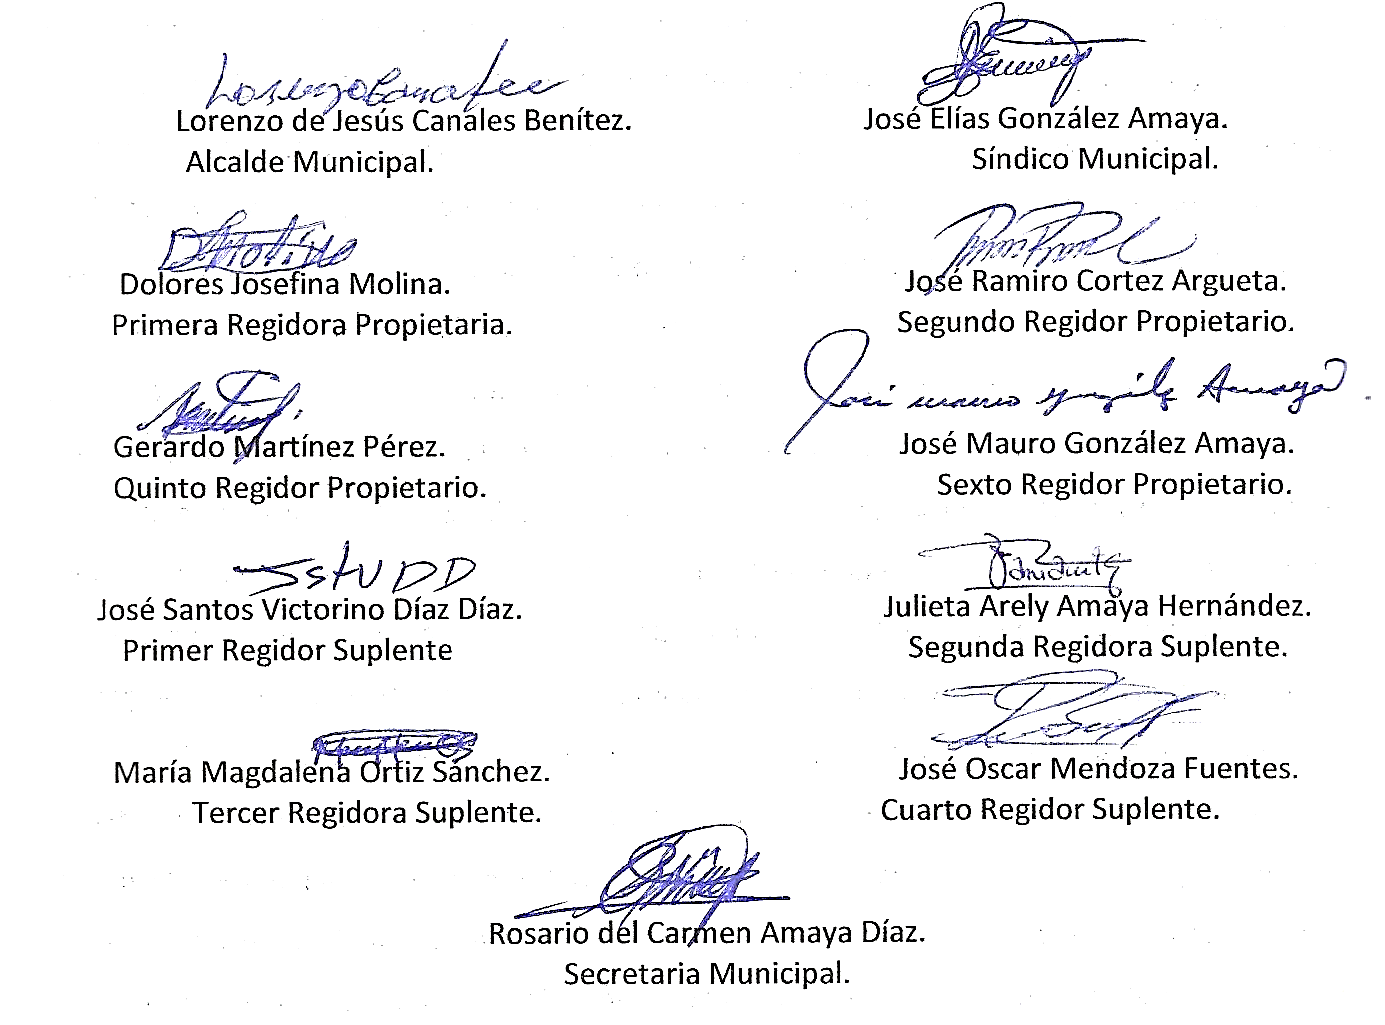 Lorenzo Canales
Lorenzo de Jesús Canales Benítez.
Alcalde Municipal.
José Elías González Amaya.
Síndico Municipal.
Dolores Josefina Molina.
Primera Regidora Propietaria.
José Ramiro Cortez Argueta.
Segundo Regidor Propietario.
Gerardo Martínez Pérez.
Quinto Regidor Propietario.
José mauro gonzález Amaya
José Mauro González Amaya.
Sexto Regidor Propietario.
José Santos Victorino Díaz Díaz.
Primer Regidor Suplente
Julieta Arely Amaya Hernández.
Segunda Regidora Suplente.
María Magdalena Ortiz Sánchez.
Tercer Regidora Suplente.
José Oscar Mendoza Fuentes.
Cuarto Regidor Suplente.
Rosario del Carmen Amaya Díaz.
Secretaria Municipal.